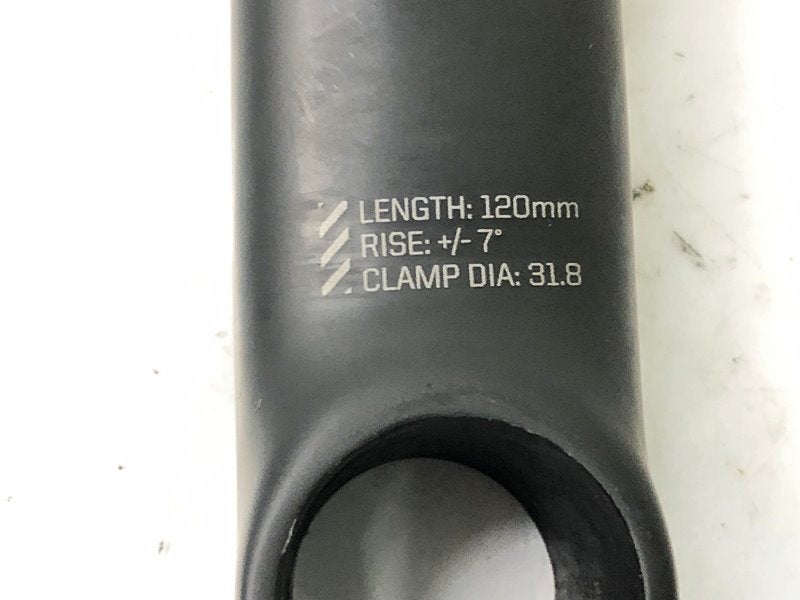 LENGTH: 120mm
RISE: +/- 7°
CLAMP DIA: 31.8